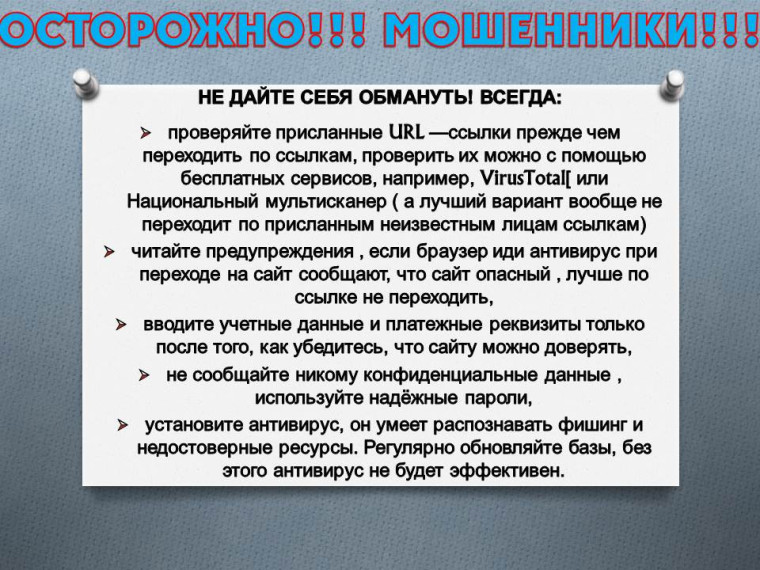 ОСТОРОЖНО!!! МОШЕННИКИ!!!
НЕ ДАЙТЕ СЕБЯ ОБМАНУТЬ! ВСЕГДА:
проверяйте присланные URL —ссылки прежде чем
переходить по ссылкам, проверить их можно с помощью
бесплатных сервисов, например, VirusTotal[ или
Национальный мультисканер ( а лучший вариант вообще не
переходит по присланным неизвестным лицам ссылкам)
читайте предупреждения , если браузер иди антивирус при
переходе на сайт сообщают, что сайт опасный , лучше по
ссылке не переходить,
вводите учетные данные и платежные реквизиты только
после того, как убедитесь, что сайту можно доверять,
не сообщайте никому конфиденциальные данные ,
используйте надёжные пароли,
установите антивирус, он умеет распознавать фишинг и
недостоверные ресурсы. Регулярно обновляйте базы, без
этого антивирус не будет эффективен.